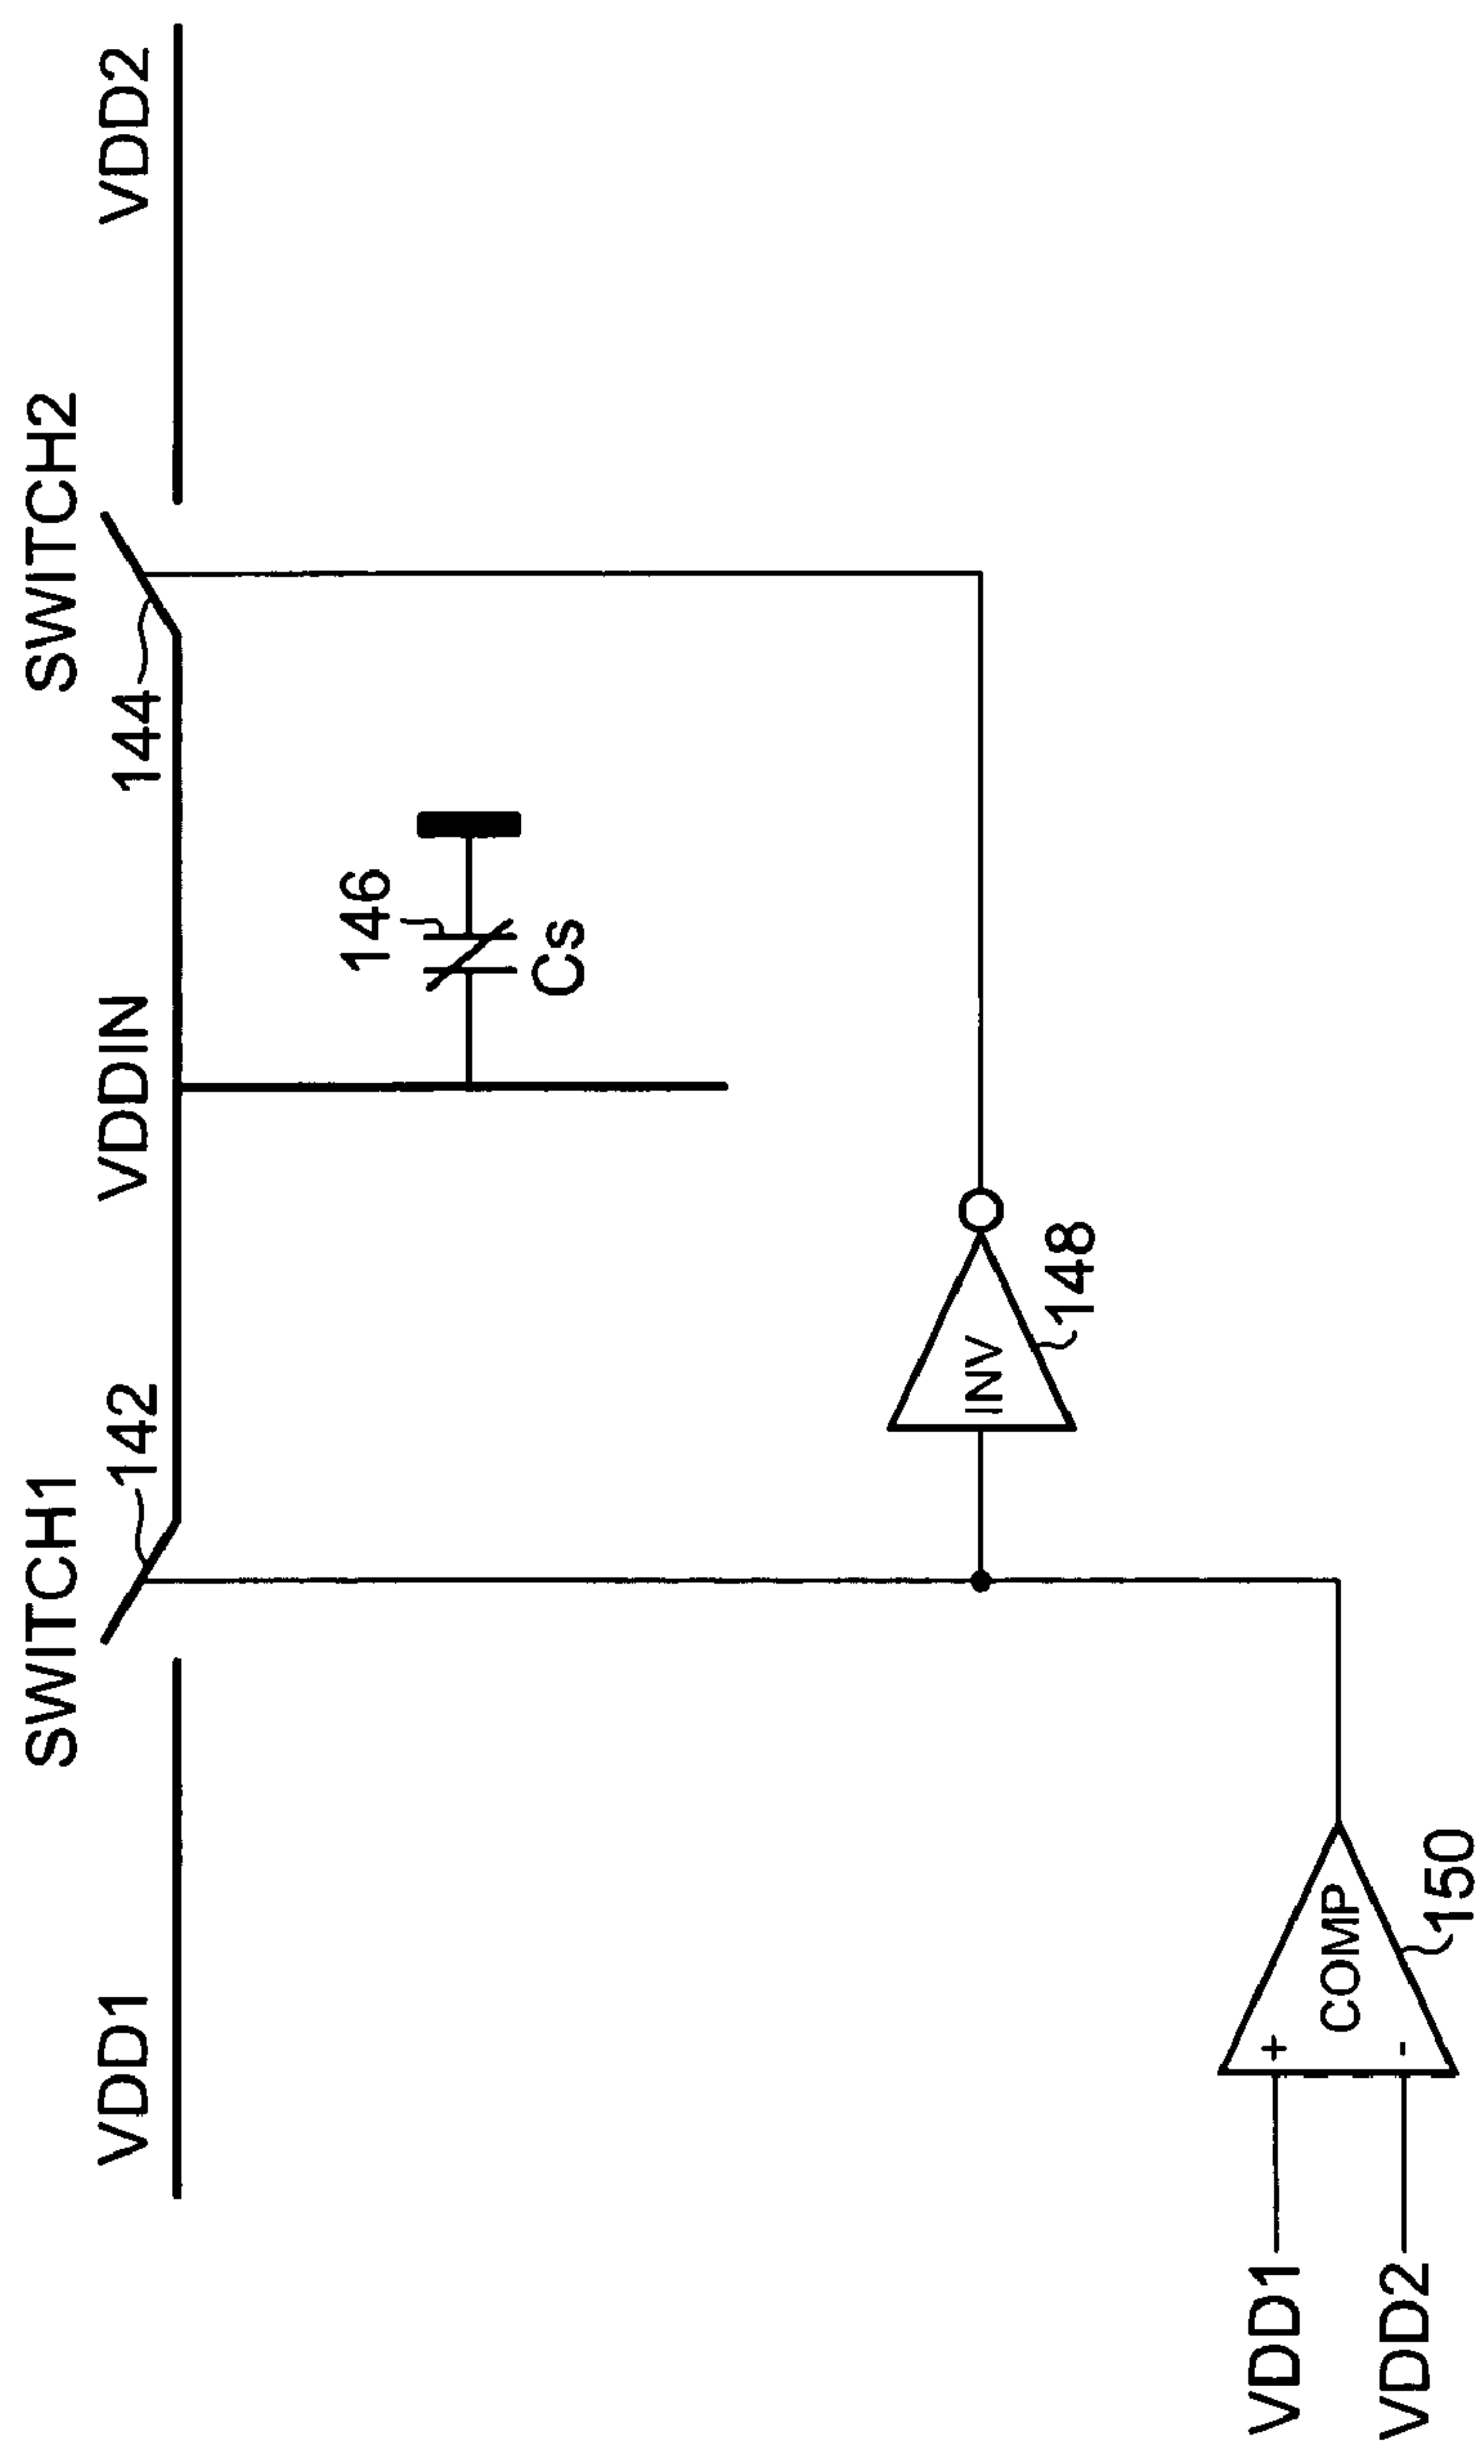 SWITCH1
SWITCH2
VDD1
142
VDDIN
144
VDD2
146
Cs
INV
148
VDD1
+
COMP
VDD2
-
150